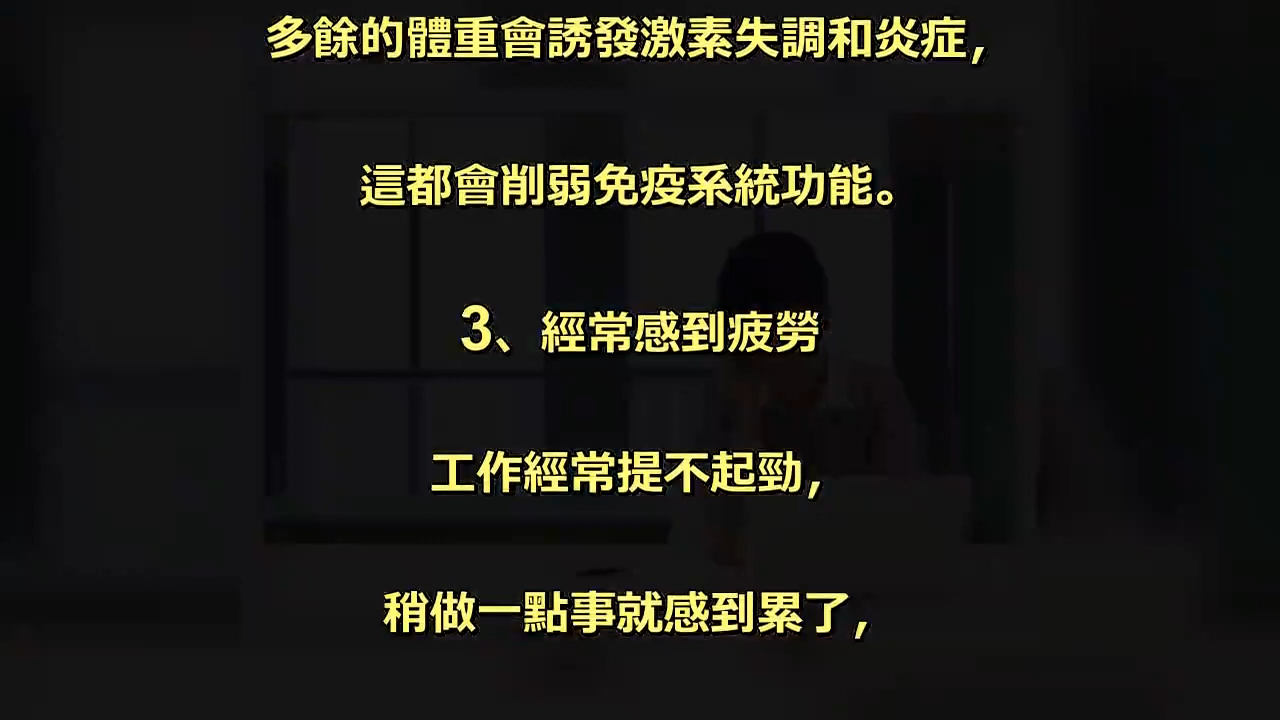 多餘的體重會誘發激素失調和炎症，
這都會削弱免疫系統功能。
3、經常感到疲勞
工作經常提不起勁，
稍做一點事就感到累了，